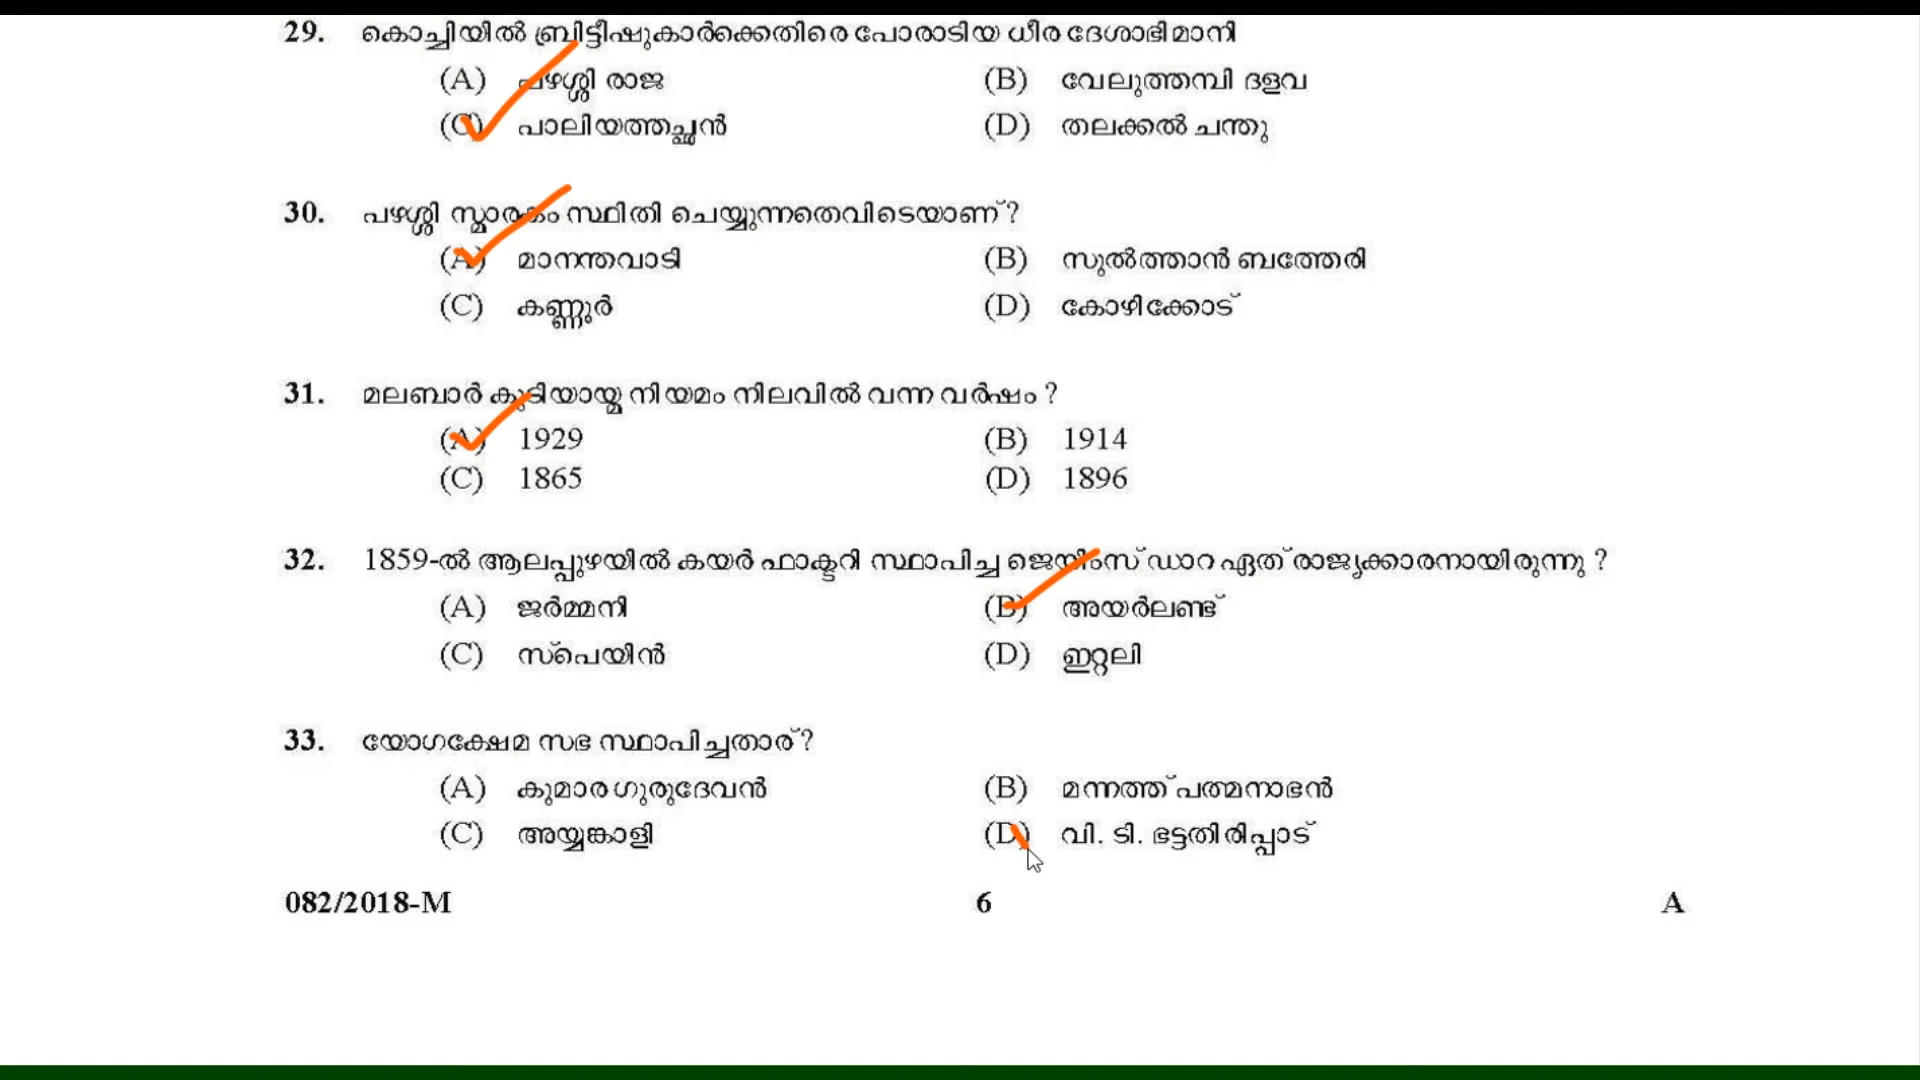 29. കൊച്ചിയിൽ ബ്രിട്ടീഷുകാർക്കെതിരെ പോരാടിയ ധീര ദേശാഭിമാനി
(A) പഴശ്ശി രാജ (B) വേലുത്തമ്പി ദളവ
(C) പാലിയത്തച്ഛൻ (D) തലക്കൽ ചന്തു
30. പഴശ്ശി സ്മാരകം സ്ഥിതി ചെയ്യുന്നതെവിടെയാണ് ?
(A) മാനന്തവാടി (B) സുൽത്താൻ ബത്തേരി
(C) കണ്ണൂർ (D) കോഴിക്കോട്
31. മലബാർ കുടിയായ്മ നിയമം നിലവിൽ വന്ന വർഷം ?
(A) 1929 (B) 1914
(C) 1865 (D) 1896
32. 1859-ൽ ആലപ്പുഴയിൽ കയർ ഫാക്ടറി സ്ഥാപിച്ച ജെയിംസ് ഡാറ ഏത് രാജ്യക്കാരനായിരുന്നു ?
(A) ജർമ്മനി (B) അയർലണ്ട്
(C) സ്പെയിൻ (D) ഇറ്റലി
33. യോഗക്ഷേമ സഭ സ്ഥാപിച്ചതാര് ?
(A) കുമാര ഗുരുദേവൻ (B) മന്നത്ത് പത്മനാഭൻ
(C) അയ്യങ്കാളി (D) വി. ടി. ഭട്ടതിരിപ്പാട്
082/2018-M 6 A